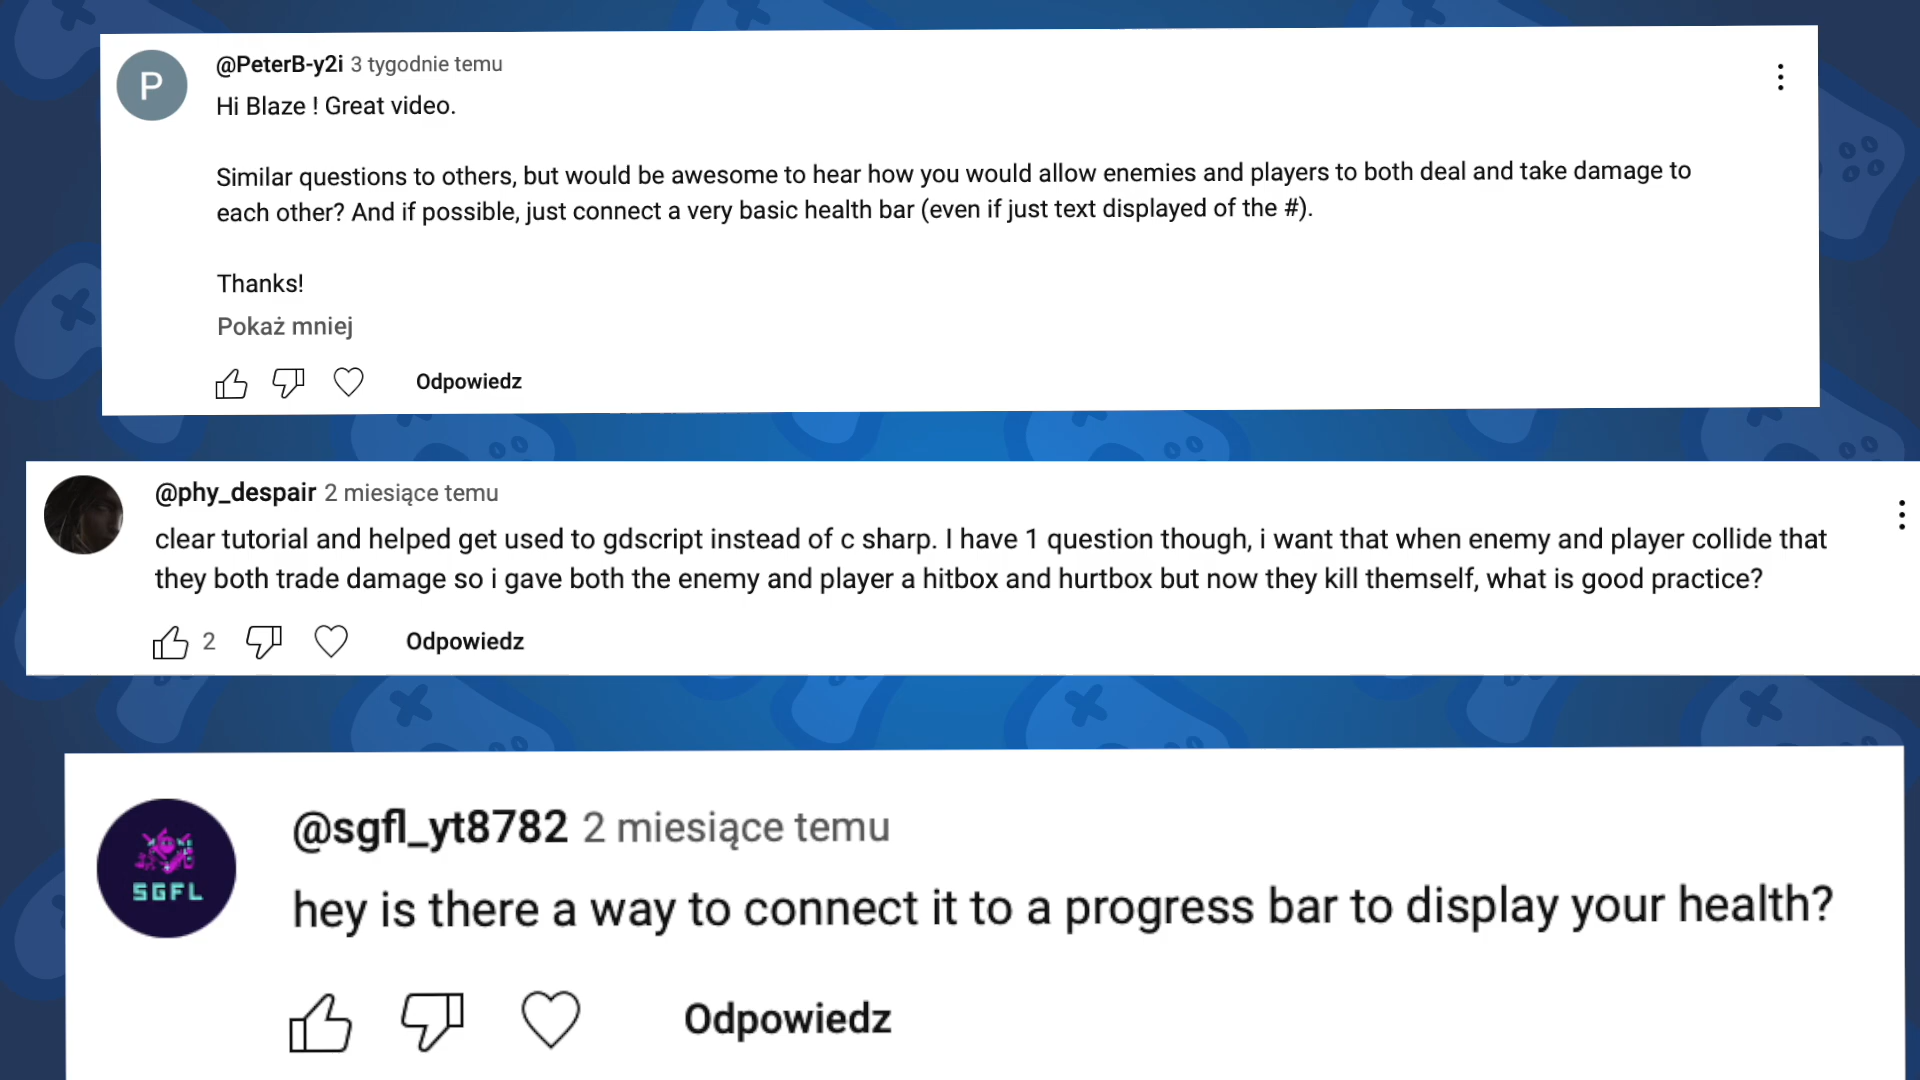 P
@PeterB-y2i 3 tygodnie temu
Hi Blaze ! Great video.
Similar questions to others, but would be awesome to hear how you would allow enemies and players to both deal and take damage to
each other? And if possible, just connect a very basic health bar (even if just text displayed of the #).
Thanks!
Pokaż mniej
Odpowiedz
@phy_despair 2 miesiące temu
clear tutorial and helped get used to gdscript instead of c sharp. I have 1 question though, i want that when enemy and player collide that
they both trade damage so i gave both the enemy and player a hitbox and hurtbox but now they kill themself, what is good practice?
2
Odpowiedz
SGFL
@sgfl_yt8782 2 miesiące temu
hey is there a way to connect it to a progress bar to display your health?
Odpowiedz